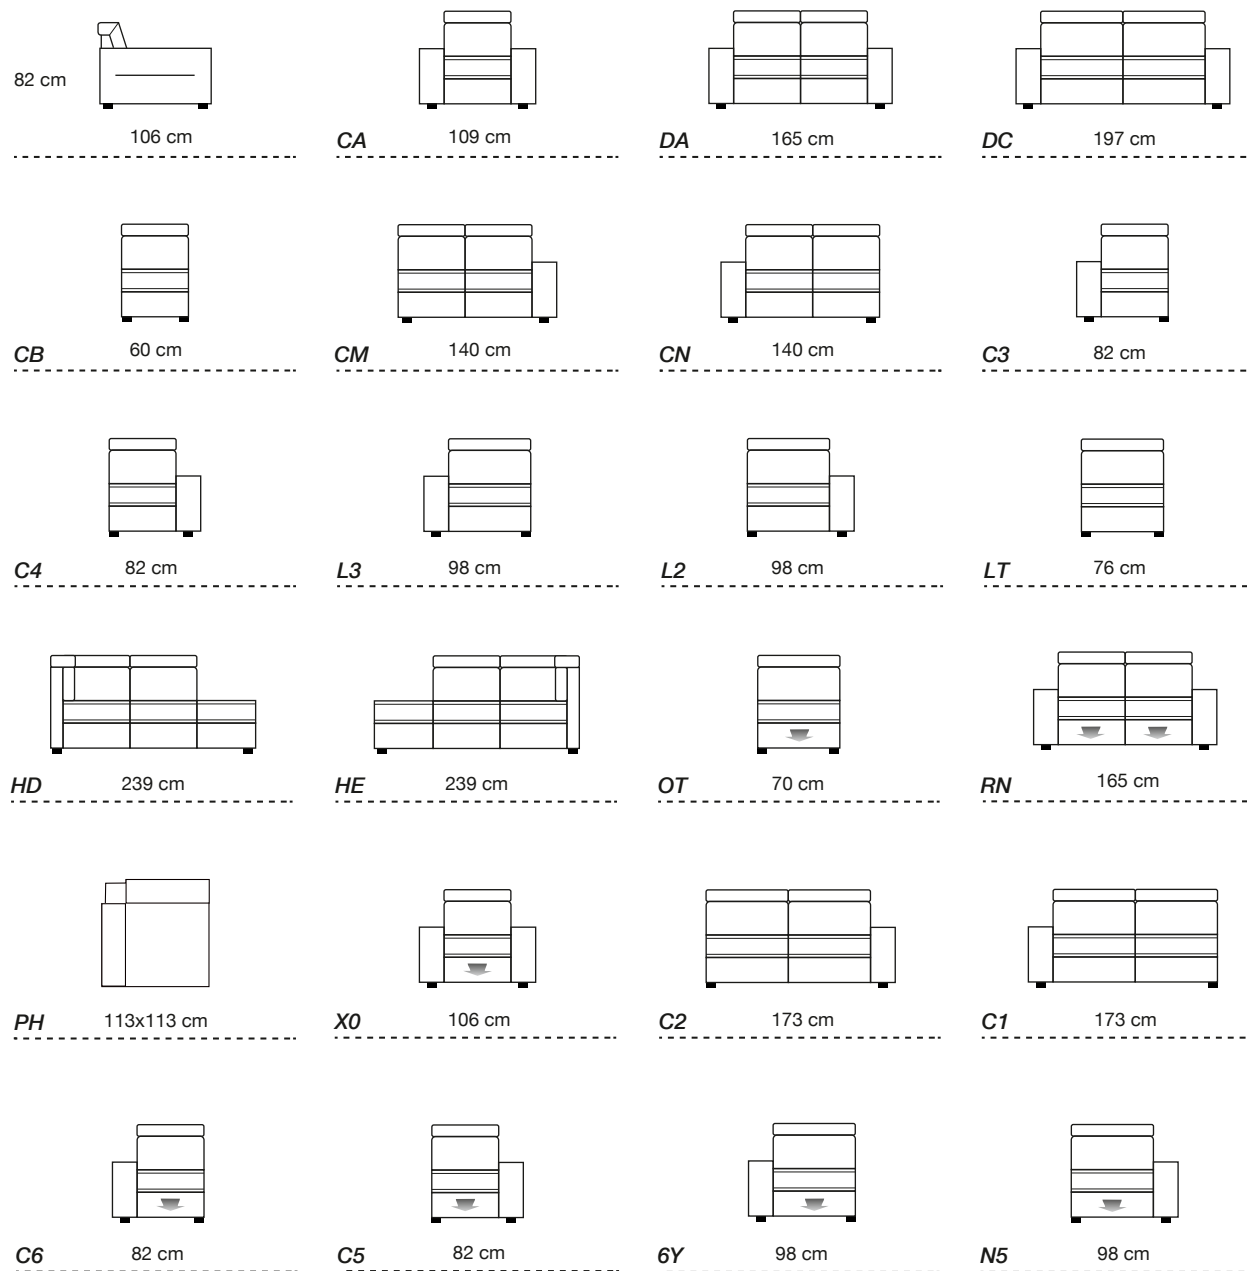 82 cm
106 cm
CA 109 cm
DA 165 cm
DC 197 cm
CB 60 cm
CM 140 cm
CN 140 cm
C3 82 cm
C4 82 cm
L3 98 cm
L2 98 cm
LT 76 cm
HD 239 cm
HE 239 cm
OT 70 cm
RN 165 cm
PH 113x113 cm
X0 106 cm
C2 173 cm
C1 173 cm
C6 82 cm
C5 82 cm
6Y 98 cm
N5 98 cm